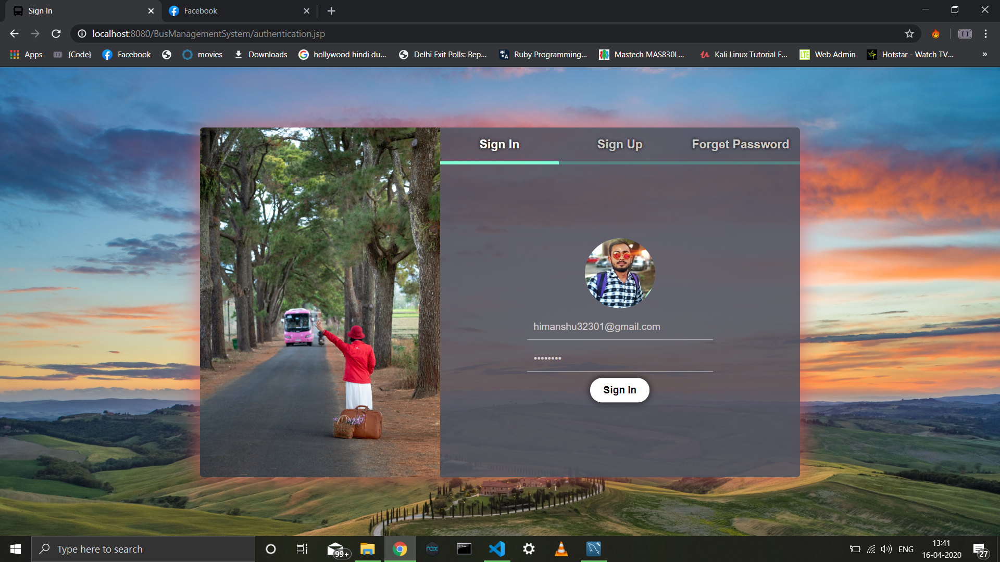 Sign In
Facebook
localhost:8080/BusManagementSystem/authentication.jsp
Apps
{Code}
Facebook
movies
Downloads
hollywood hindi du...
Delhi Exit Polls: Rep...
Ruby Programming...
Mastech MAS830L...
Kali Linux Tutorial F...
LTE
Web Admin
Hotstar - Watch TV...
»
Sign In
Sign Up
Forget Password
himanshu32301@gmail.com
••••••••
Sign In
Type here to search
99+
nox
ENG
13:41
16-04-2020
27